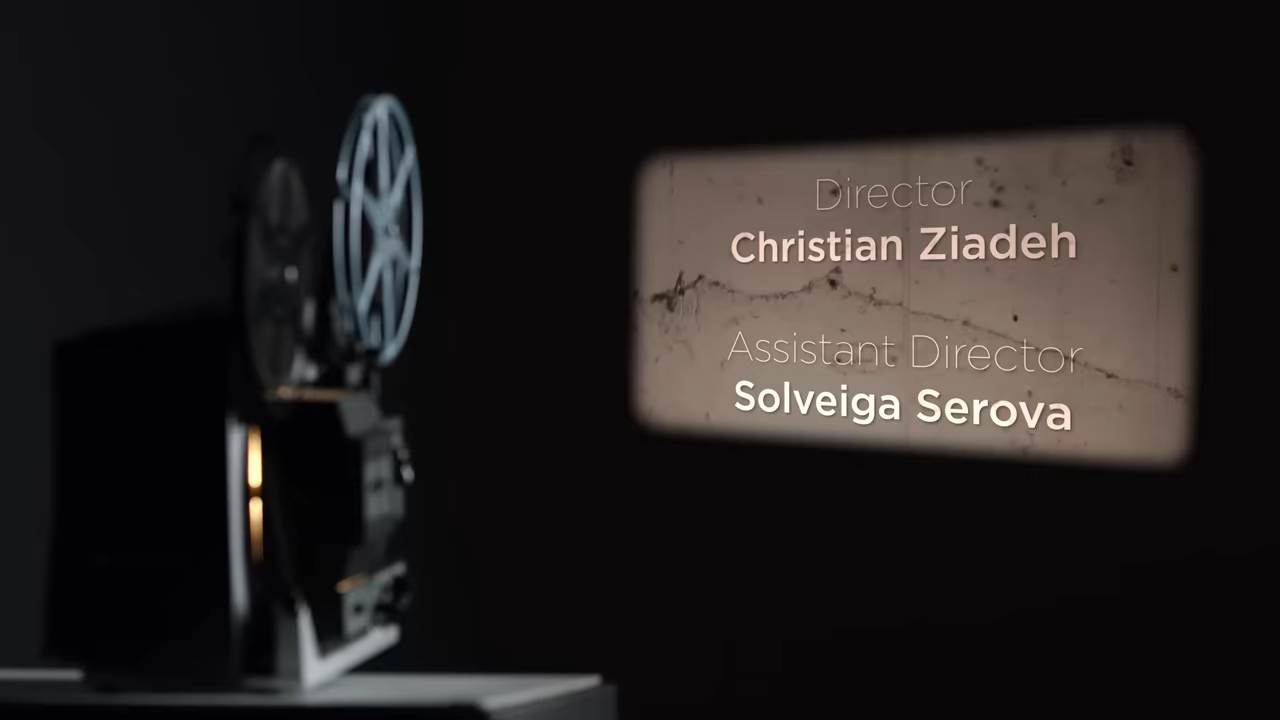 Director
Christian Ziadeh
Assistant Director
Solveiga Serova